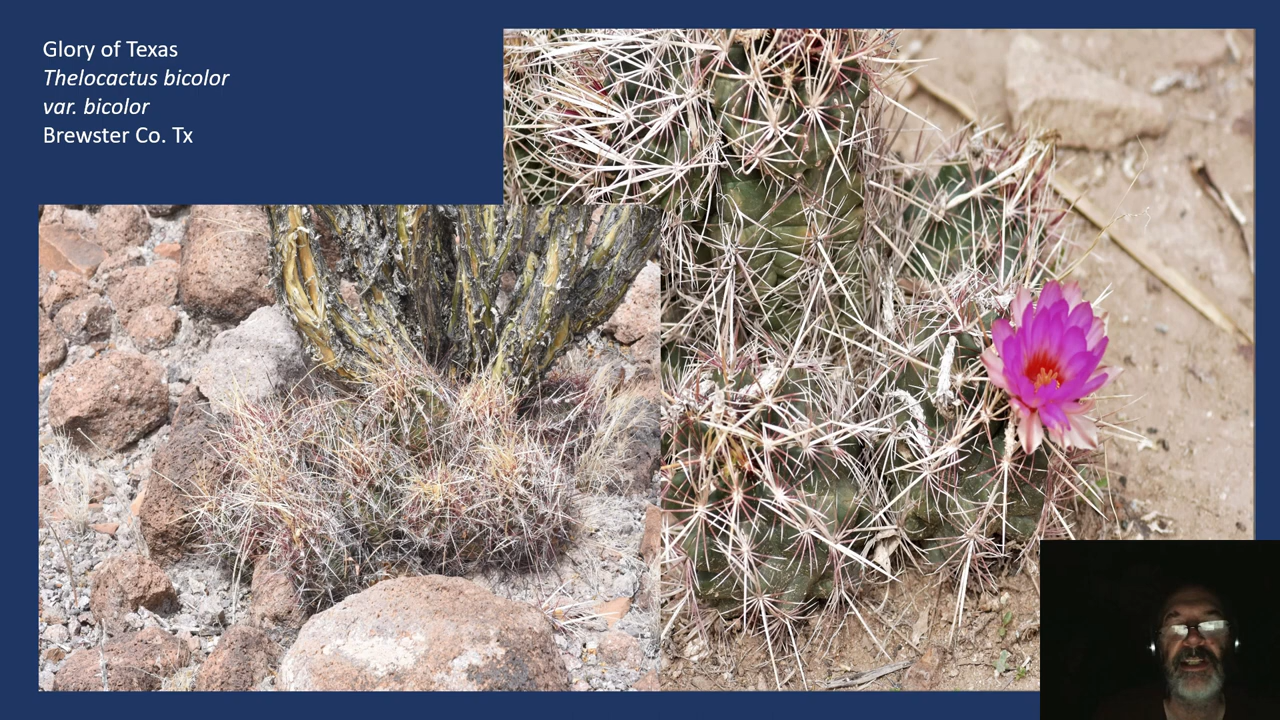 Glory of Texas
Thelocactus bicolor
var. bicolor
Brewster Co. Tx